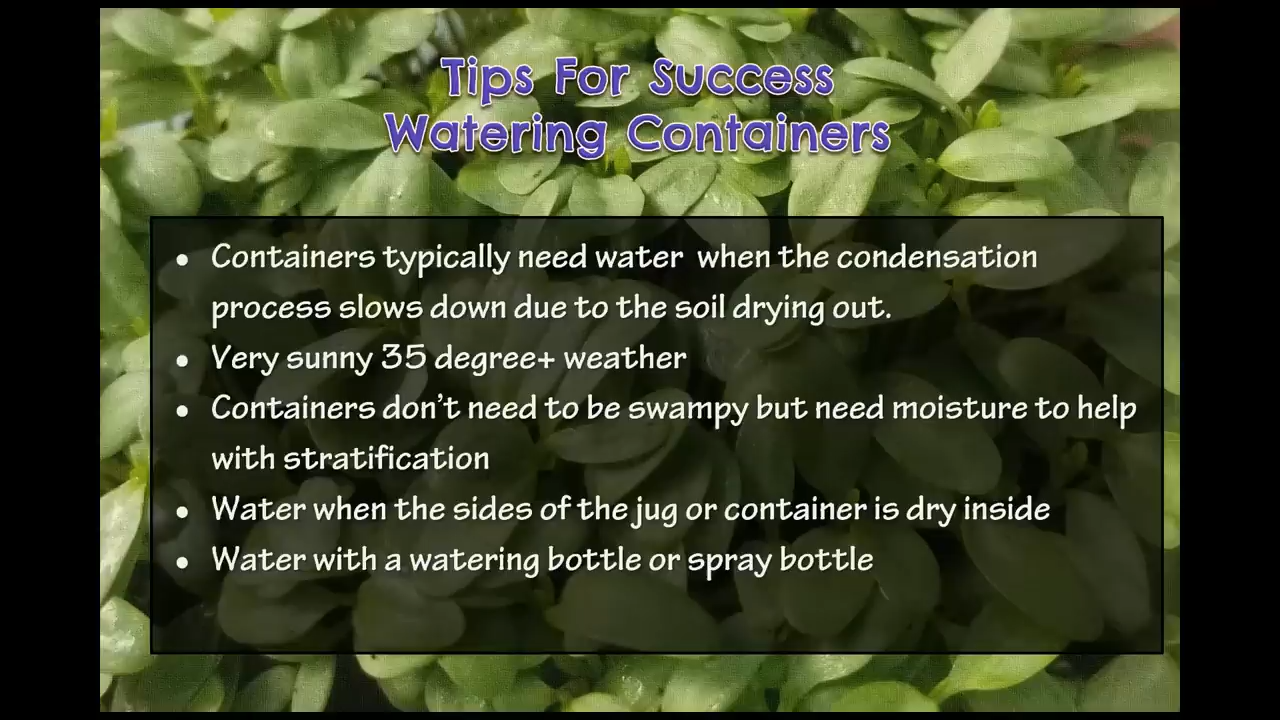 Tips For Success
Watering Containers
• Containers typically need water  when the condensation
process slows down due to the soil drying out.
• Very sunny 35 degree+ weather
• Containers don't need to be swampy but need moisture to help
with stratification
• Water when the sides of the jug or container is dry inside
• Water with a watering bottle or spray bottle